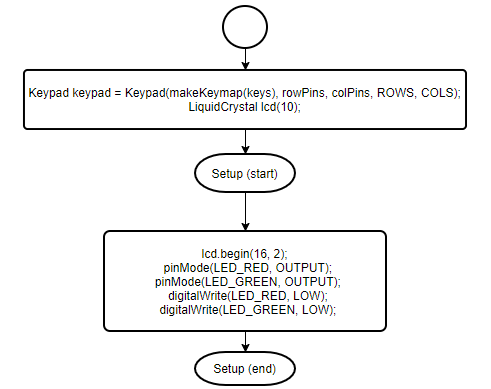 Keypad keypad = Keypad(makeKeymap(keys), rowPins, colPins, ROWS, COLS);
LiquidCrystal lcd(10);
Setup (start)
lcd.begin(16, 2);
pinMode(LED_RED, OUTPUT);
pinMode(LED_GREEN, OUTPUT);
digitalWrite(LED_RED, LOW);
digitalWrite(LED_GREEN, LOW);
Setup (end)